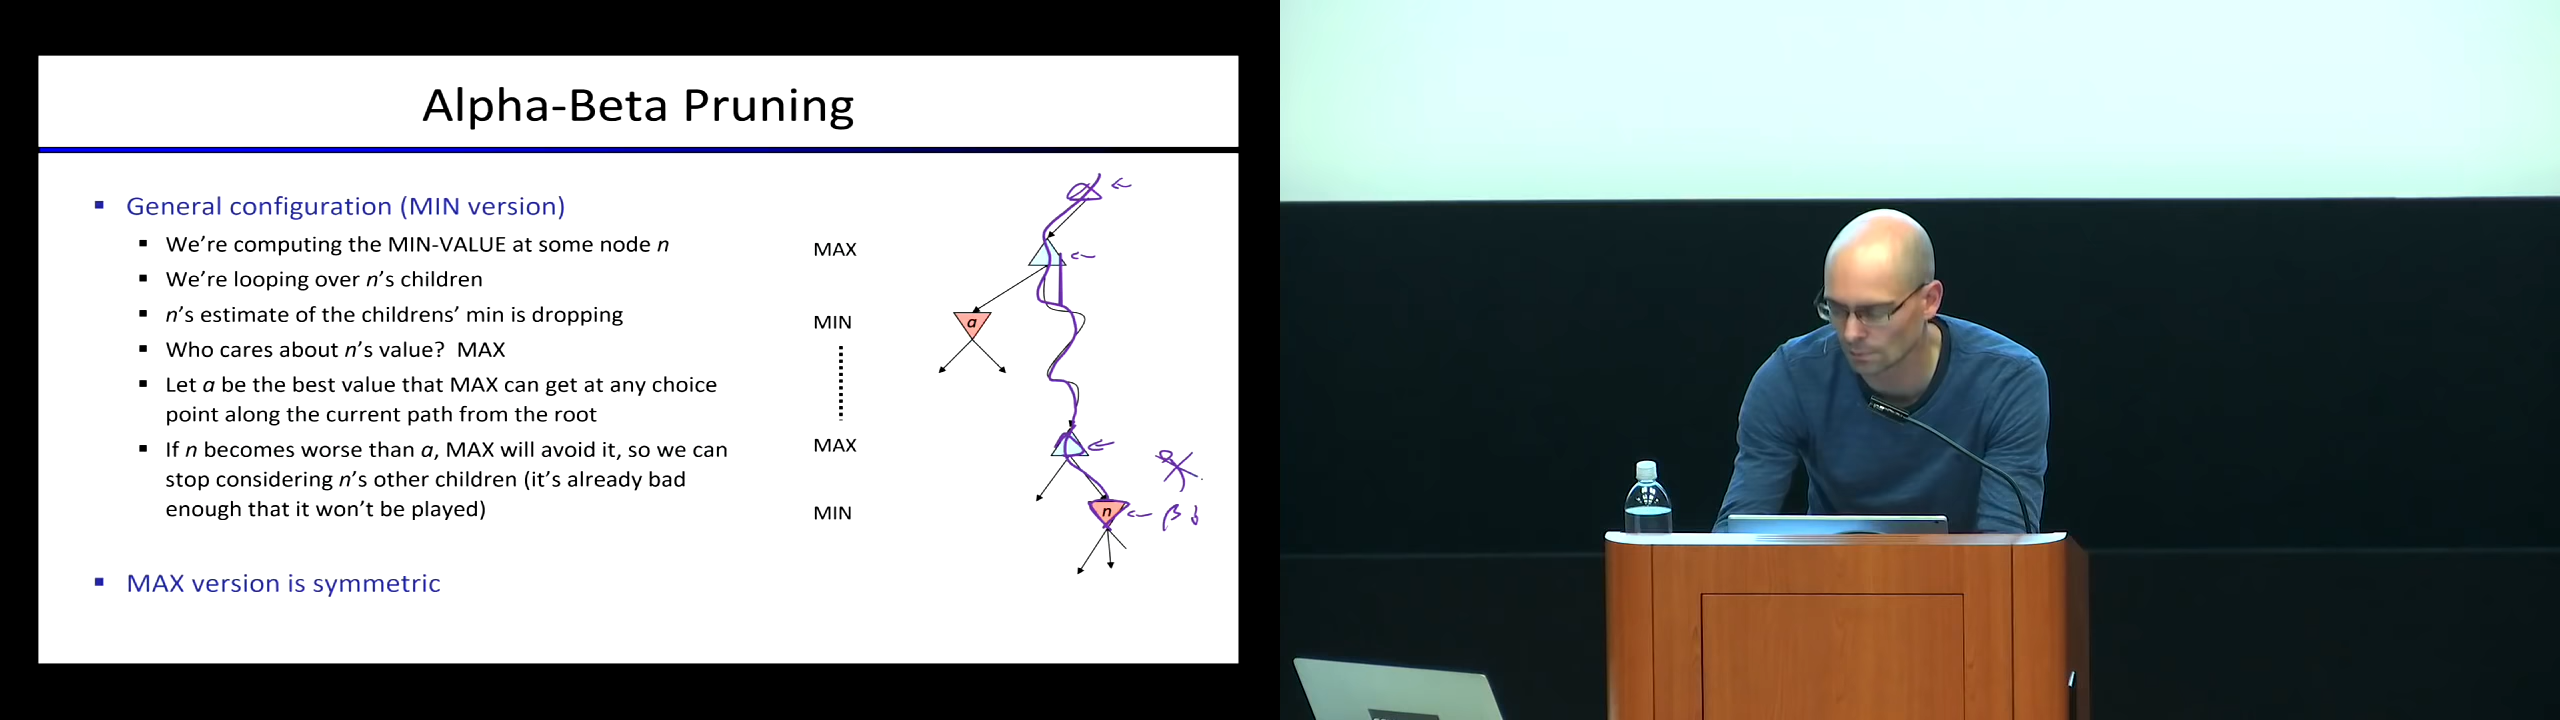 Alpha-Beta Pruning
General configuration (MIN version)
We're computing the MIN-VALUE at some node n
We're looping over n's children
n's estimate of the childrens' min is dropping
Who cares about n's value? MAX
Let a be the best value that MAX can get at any choice
point along the current path from the root
If n becomes worse than a, MAX will avoid it, so we can
stop considering n's other children (it's already bad
enough that it won't be played)
MAX version is symmetric
MAX
MIN
a
MAX
MIN
n
β